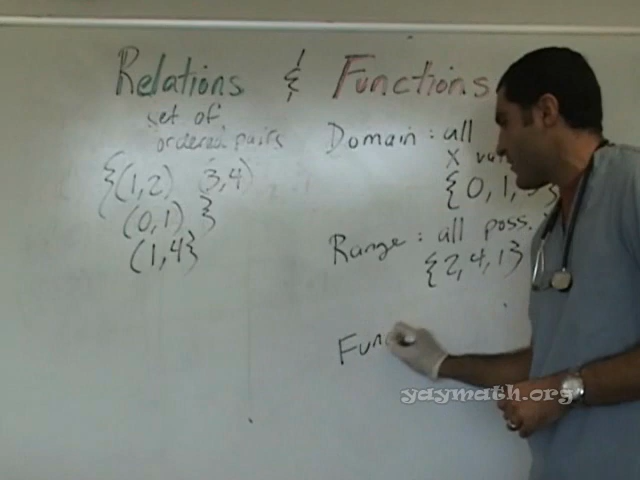 Relations & Functions
set of
ordered pairs
{(1,2) (3,4)
(0,1) }
(1,4}
Domain : all
X
{0, 1,
Range : all poss.
{2,4,1}
Func
yaymath.org